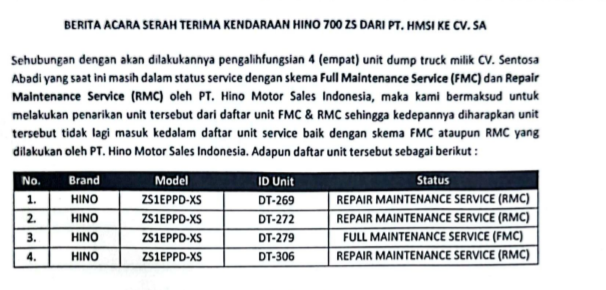 BERITA ACARA SERAH TERIMA KENDARAAN HINO 700 ZS DARI PT. HMSI KE CV. SA
Sehubungan dengan akan dilakukannya pengalihfungsian 4 (empat) unit dump truck milik CV. Sentosa
Abadi yang saat ini masih dalam status service dengan skema Full Maintenance Service (FMC) dan Repair
Maintenance Service (RMC) oleh PT. Hino Motor Sales Indonesia, maka kami bermaksud untuk
melakukan penarikan unit tersebut dari daftar unit FMC & RMC sehingga kedepannya diharapkan unit
tersebut tidak lagi masuk kedalam daftar unit service baik dengan skema FMC ataupun RMC yang
dilakukan oleh PT. Hino Motor Sales Indonesia. Adapun daftar unit tersebut sebagai berikut :
No. Brand Model ID Unit Status
1. HINO ZS1EPPD-XS DT-269 REPAIR MAINTENANCE SERVICE (RMC)
2. HINO ZS1EPPD-XS DT-272 REPAIR MAINTENANCE SERVICE (RMC)
3. HINO ZS1EPPD-XS DT-279 FULL MAINTENANCE SERVICE (FMC)
4. HINO ZS1EPPD-XS DT-306 REPAIR MAINTENANCE SERVICE (RMC)